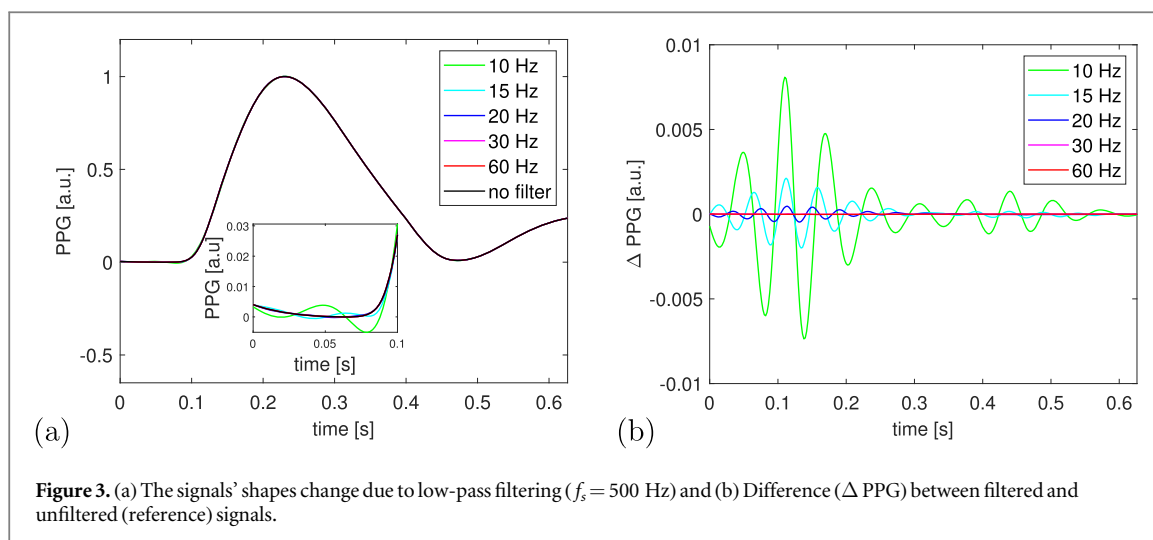 1
0.5
0
-0.5
PPG [a.u.]
10 Hz
15 Hz
20 Hz
30 Hz
60 Hz
no filter
0.03
0.02
0.01
0
PPG [a.u]
0 0.05 0.1
time [s]
0 0.1 0.2 0.3 0.4 0.5 0.6
time [s]
(a)
0.01
0.005
0
-0.005
-0.01
Δ PPG [a.u.]
10 Hz
15 Hz
20 Hz
30 Hz
60 Hz
0 0.1 0.2 0.3 0.4 0.5 0.6
time [s]
(b)
Figure 3. (a) The signals' shapes change due to low-pass filtering (fs = 500 Hz) and (b) Difference (Δ PPG) between filtered and
unfiltered (reference) signals.